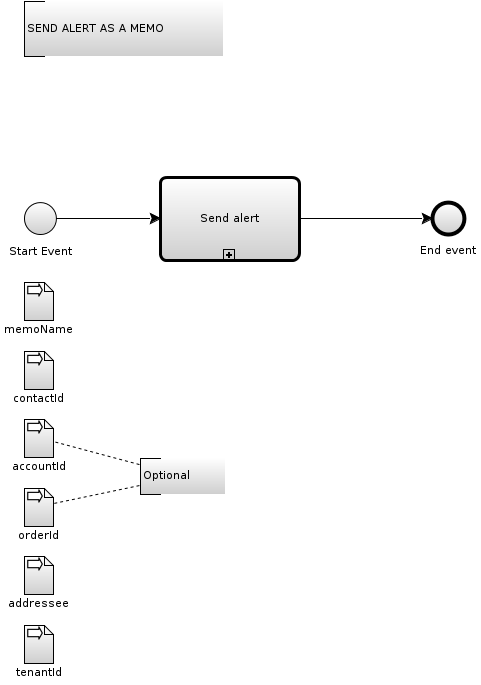 SEND ALERT AS A MEMO
Send alert
Start Event
End event
memoName
contactId
accountId
Optional
orderId
addressee
tenantId